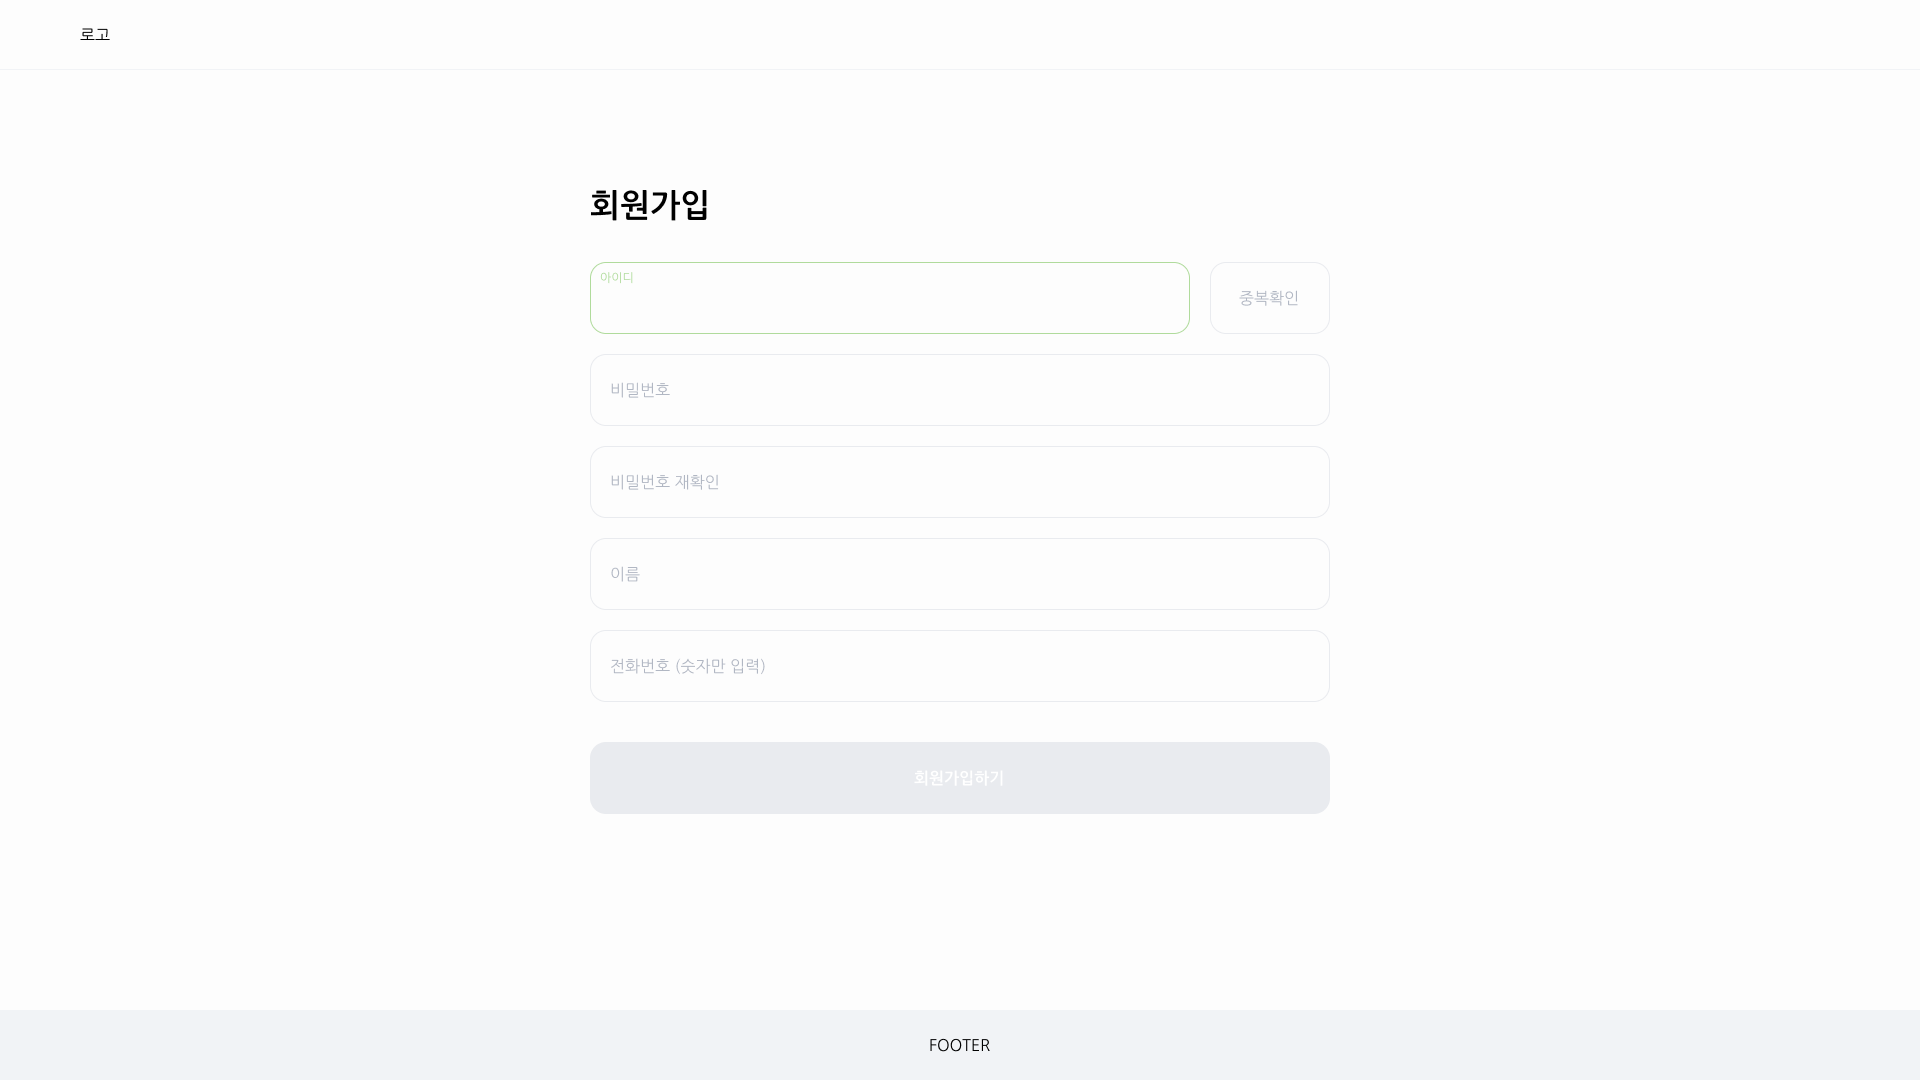 로고
회원가입
아이디
중복확인
비밀번호
비밀번호 재확인
이름
전화번호 (숫자만 입력)
회원가입하기
FOOTER